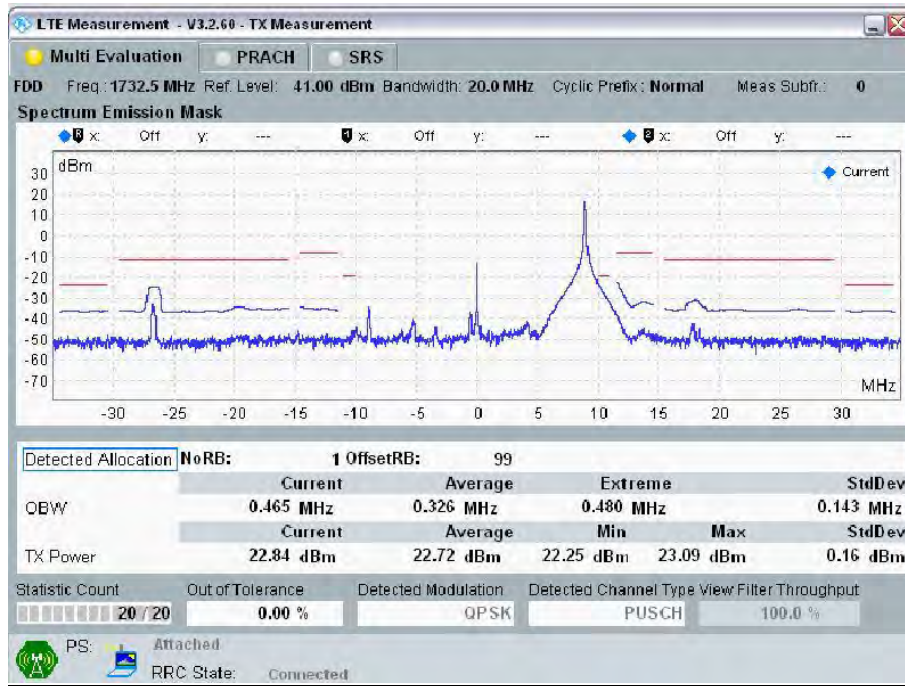 LTE Measurement - V3.2.60 - TX Measurement
Multi Evaluation PRACH SRS
FDD Freq.: 1732.5 MHz Ref. Level: 41.00 dBm Bandwidth: 20.0 MHz Cyclic Prefix: Normal Meas Subfr.: 0
Spectrum Emission Mask
R x: Off y: --- 1 x: Off y: --- 2 x: Off y: ---
dBm
Current
30
20
10
0
-10
-20
-30
-40
-50
-60
-70
MHz
-30 -25 -20 -15 -10 -5 0 5 10 15 20 25 30
Detected Allocation NoRB: 1 OffsetRB: 99
Current Average Extreme StdDev
OBW 0.465 MHz 0.326 MHz 0.480 MHz 0.143 MHz
Current Average Min Max StdDev
TX Power 22.84 dBm 22.72 dBm 22.25 dBm 23.09 dBm 0.16 dBm
Statistic Count Out of Tolerance Detected Modulation Detected Channel Type View Filter Throughput
20 / 20 0.00 % QPSK PUSCH 100.0 %
PS: Attached
RRC State: Connected